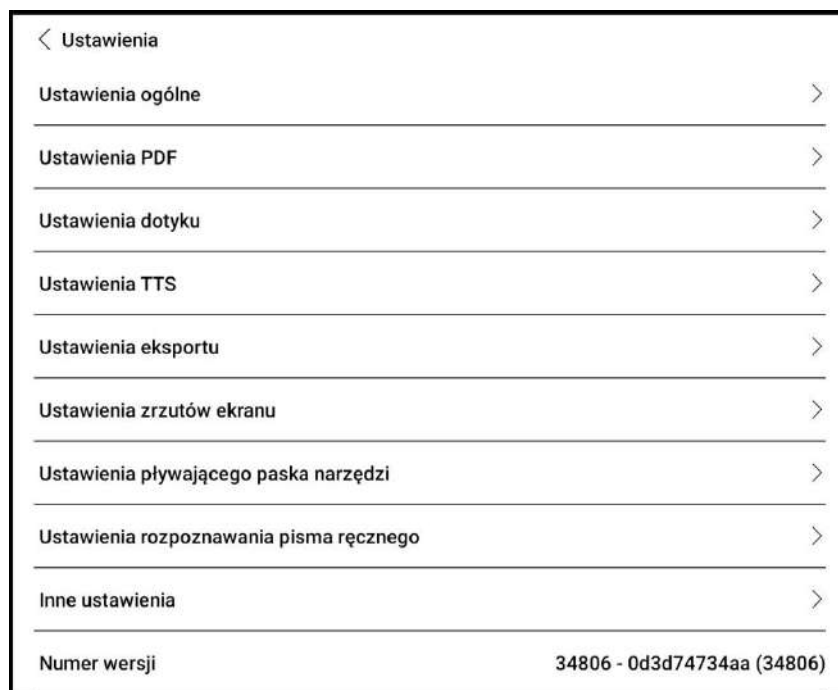 Ustawienia
Ustawienia ogólne
Ustawienia PDF
Ustawienia dotyku
Ustawienia TTS
Ustawienia eksportu
Ustawienia zrzutów ekranu
Ustawienia pływającego paska narzędzi
Ustawienia rozpoznawania pisma ręcznego
Inne ustawienia
Numer wersji 34806 - 0d3d74734aa (34806)